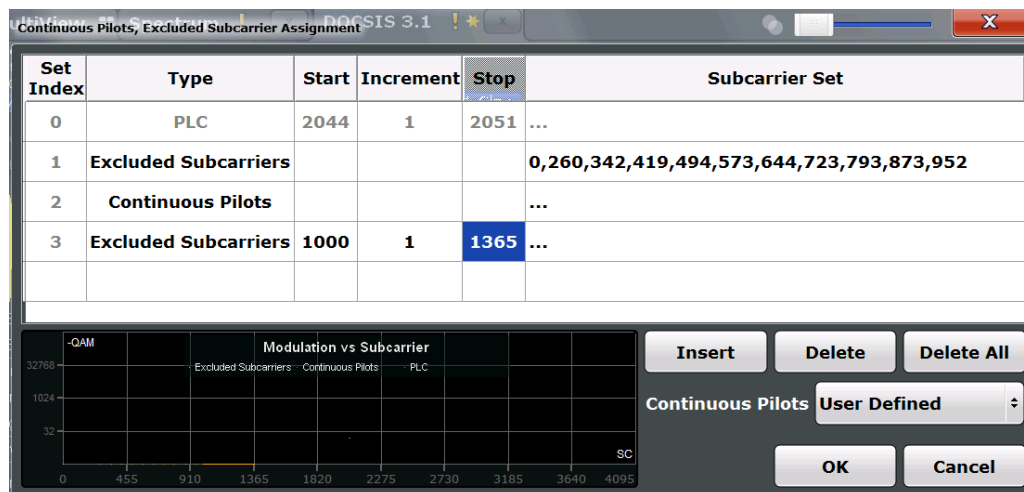 MultiView Spectrum ! DOCSIS 3.1 ! x
Continuous Pilots, Excluded Subcarrier Assignment
X
Set Index Type Start Increment Stop Subcarrier Set
0 PLC 2044 1 2051 ...
1 Excluded Subcarriers 0,260,342,419,494,573,644,723,793,873,952
2 Continuous Pilots ...
3 Excluded Subcarriers 1000 1 1365 ...
-QAM
Modulation vs Subcarrier
Excluded Subcarriers Continuous Pilots PLC
32768
1024
32
SC
0 455 910 1365 1820 2275 2730 3185 3640 4095
Insert Delete Delete All
Continuous Pilots User Defined
OK Cancel